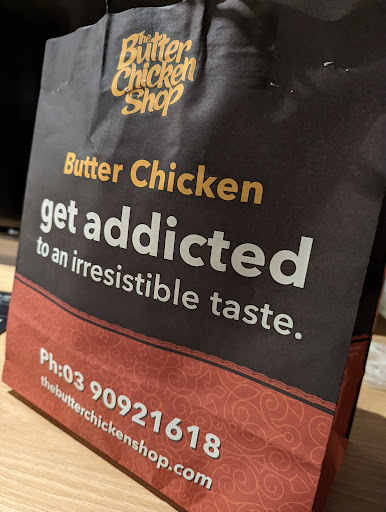 The
Butter
Chicken
Shop
Butter Chicken
get addicted
to an irresistible taste.
Ph:03 90921618
thebutterchickenshop.com